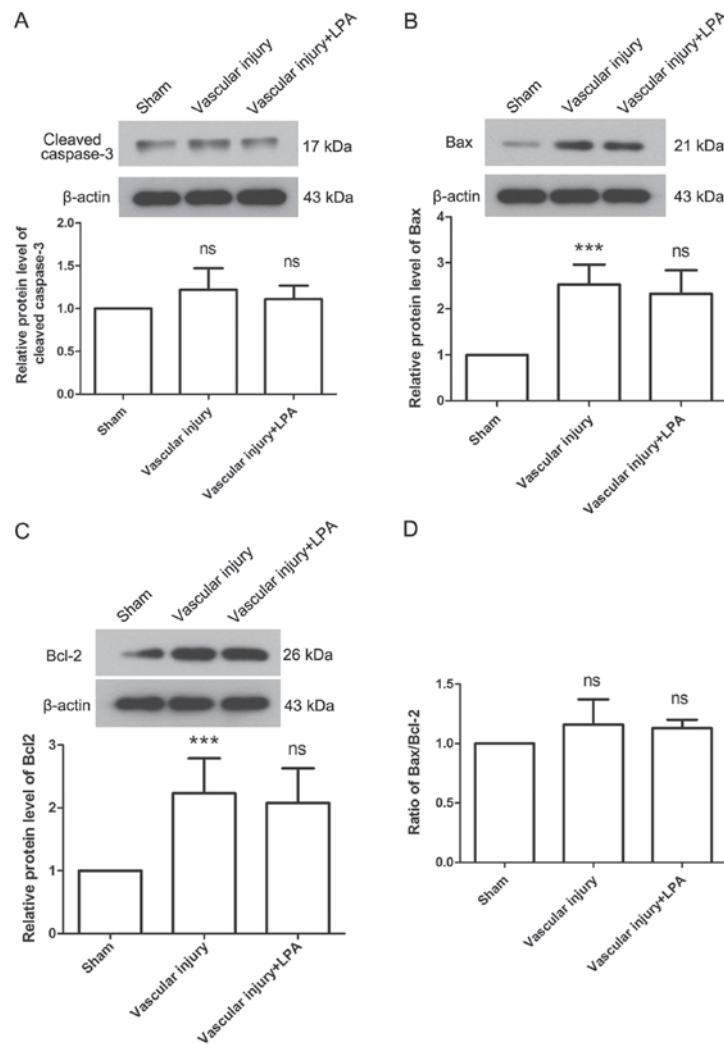 A
Sham
Vascular injury
Vascular injury+LPA
Cleaved
caspase-3
17 kDa
β-actin
43 kDa
Relative protein level of
cleaved caspase-3
1.5
2.0
1.0
0.5
0.0
ns
ns
Sham
Vascular injury
Vascular injury+LPA
B
Sham
Vascular injury
Vascular injury+LPA
Bax
21 kDa
β-actin
43 kDa
Relative protein level of Bax
4
3
2
1
0
***
ns
Sham
Vascular injury
Vascular injury+LPA
C
Sham
Vascular injury
Vascular injury+LPA
Bcl-2
26 kDa
β-actin
43 kDa
Relative protein level of Bcl2
3
2
1
0
***
ns
Sham
Vascular injury
Vascular injury+LPA
D
Ratio of Bax/Bcl-2
1.5
1.0
0.5
0.0
ns
ns
Sham
Vascular injury
Vascular injury+LPA